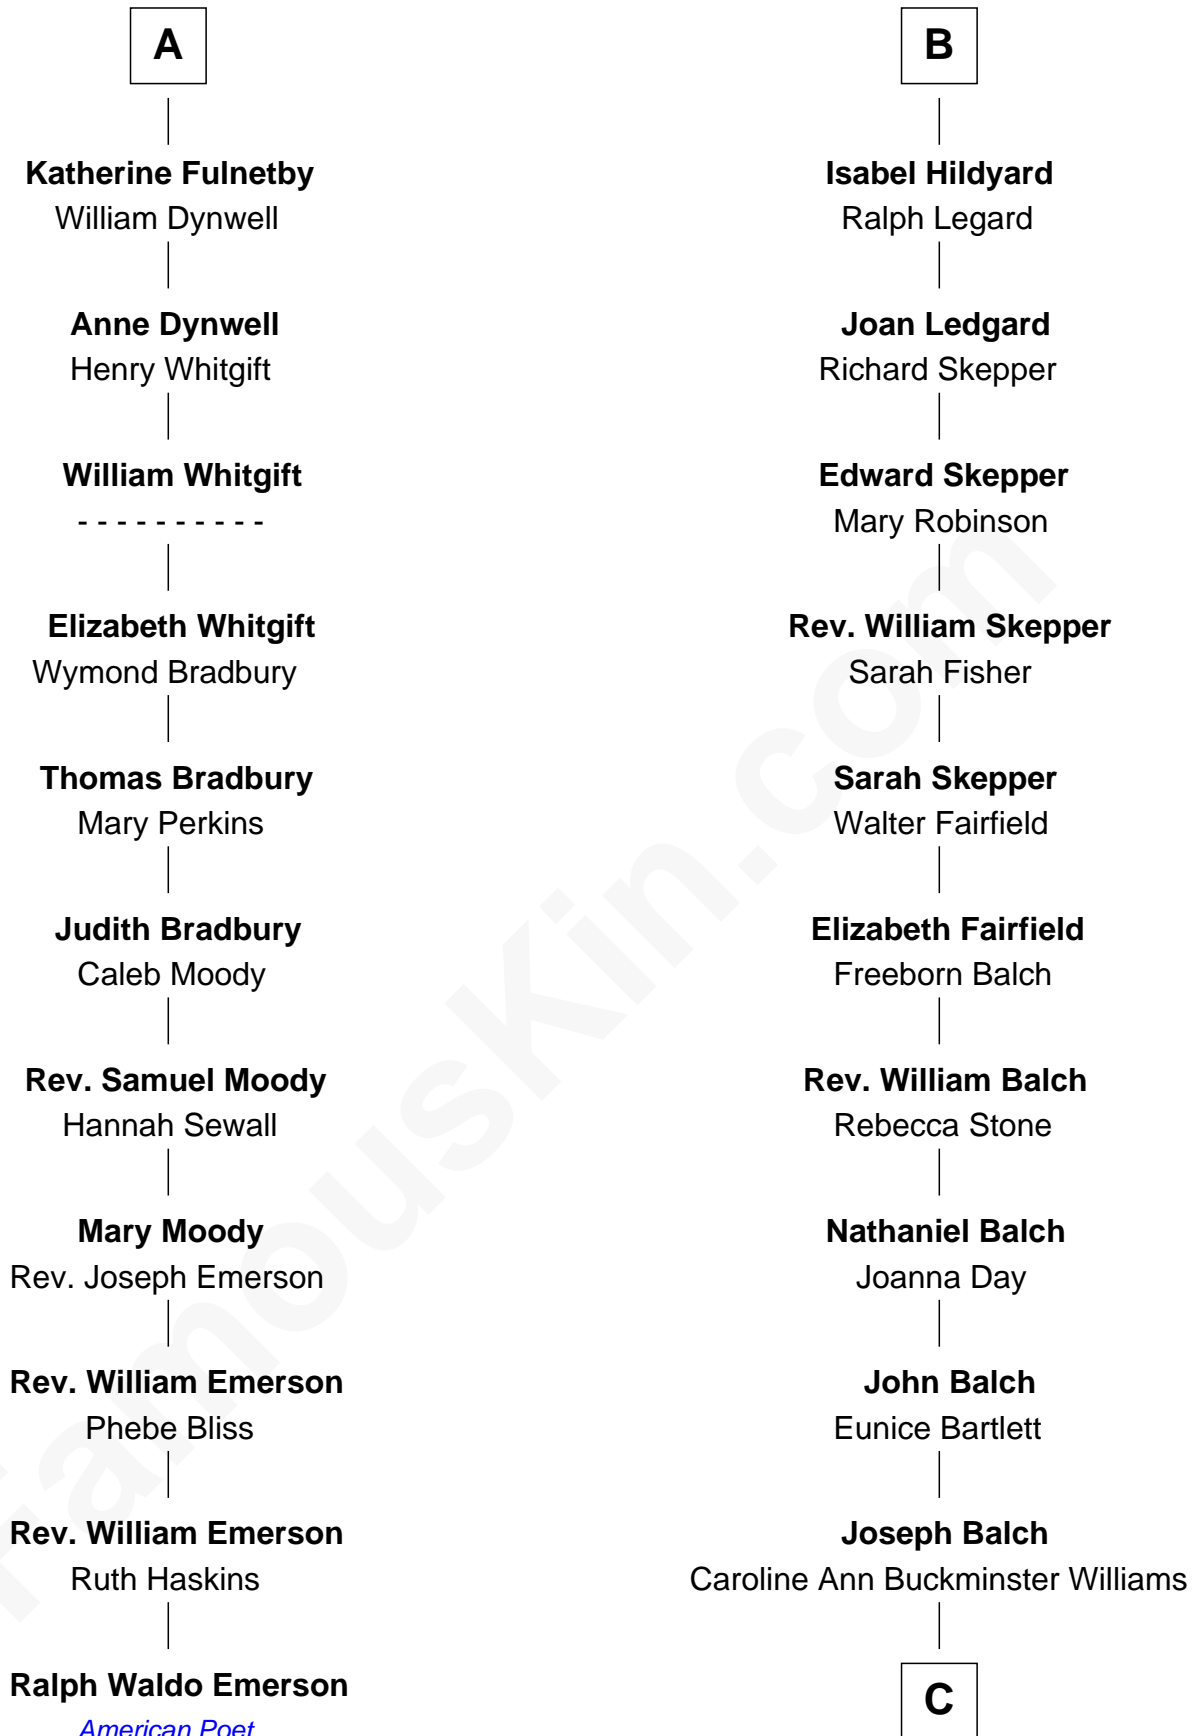 A
Katherine Fulnetby
William Dynwell
Anne Dynwell
Henry Whitgift
William Whitgift
- - - - - - - - - -
Elizabeth Whitgift
Wymond Bradbury
Thomas Bradbury
Mary Perkins
Judith Bradbury
Caleb Moody
Rev. Samuel Moody
Hannah Sewall
Mary Moody
Rev. Joseph Emerson
Rev. William Emerson
Phebe Bliss
Rev. William Emerson
Ruth Haskins
Ralph Waldo Emerson
American Poet
B
Isabel Hildyard
Ralph Legard
Joan Ledgard
Richard Skepper
Edward Skepper
Mary Robinson
Rev. William Skepper
Sarah Fisher
Sarah Skepper
Walter Fairfield
Elizabeth Fairfield
Freeborn Balch
Rev. William Balch
Rebecca Stone
Nathaniel Balch
Joanna Day
John Balch
Eunice Bartlett
Joseph Balch
Caroline Ann Buckminster Williams
C
FamousKin.com